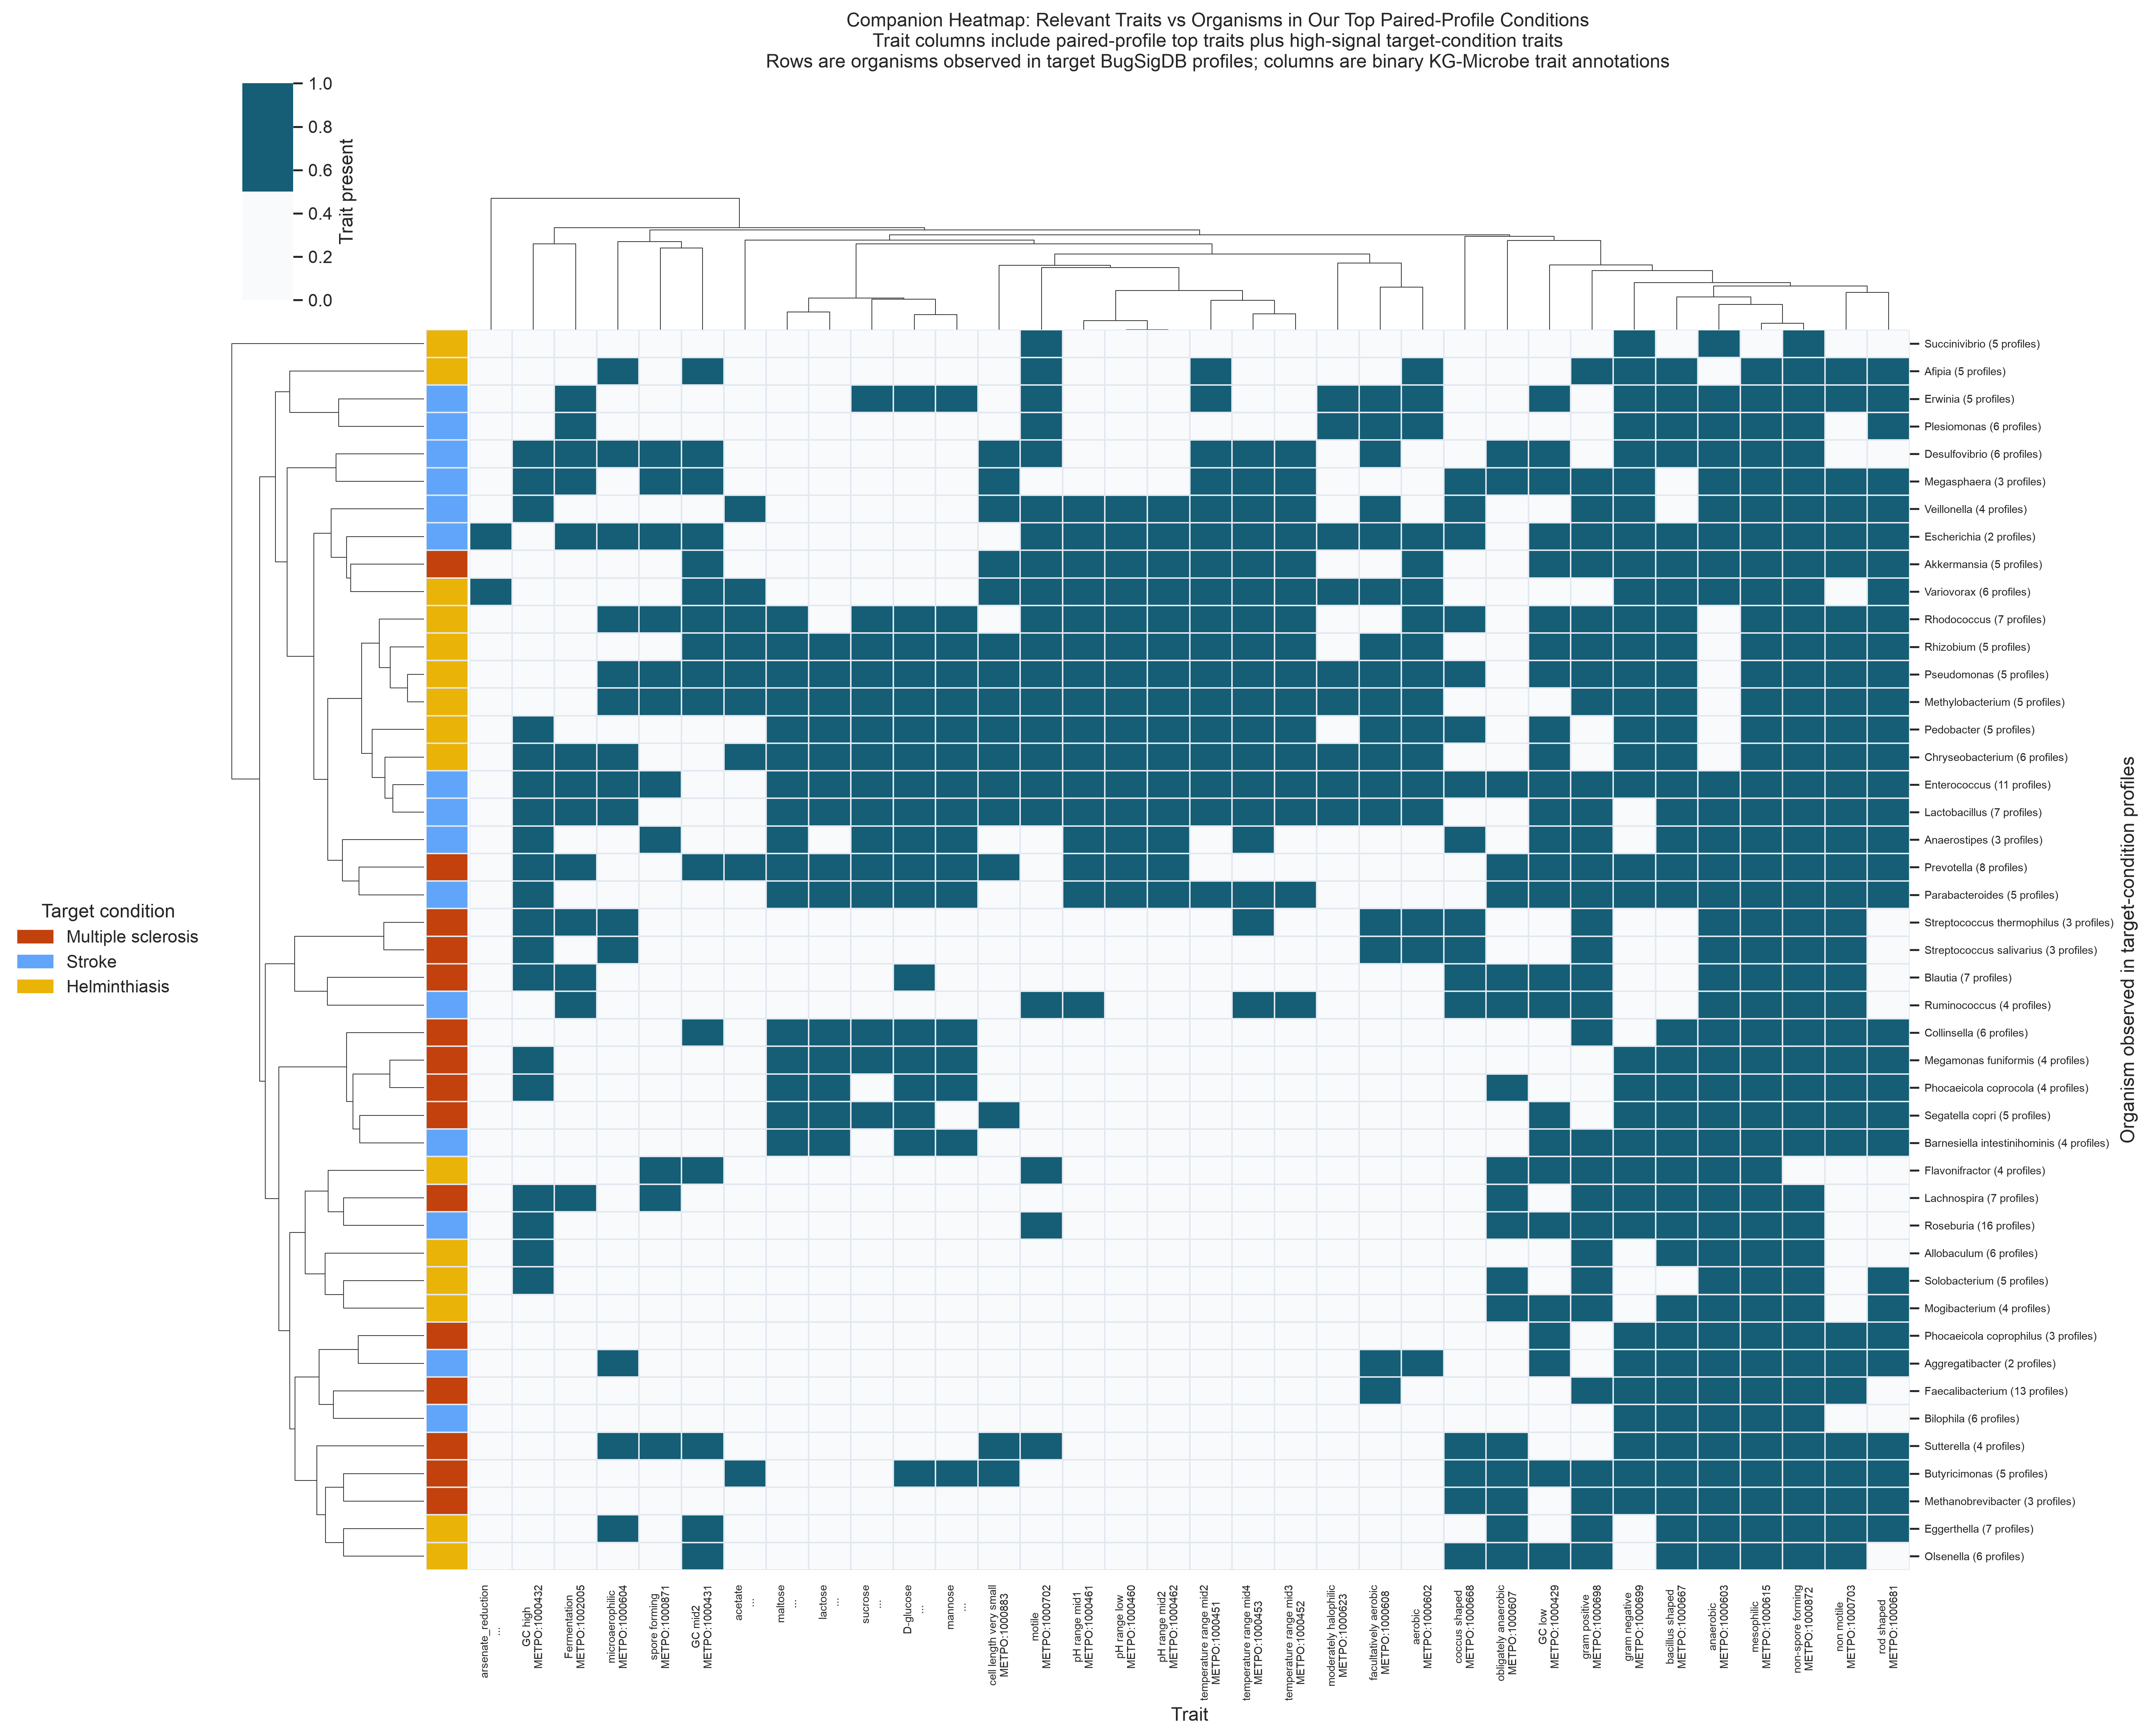 Companion Heatmap: Relevant Traits vs Organisms in Our Top Paired-Profile Conditions
Trait columns include paired-profile top traits plus high-signal target-condition traits
Rows are organisms observed in target BugSigDB profiles; columns are binary KG-Microbe trait annotations
1.0
0.8
0.6
0.4
0.2
0.0
Trait present
Target condition
Multiple sclerosis
Stroke
Helminthiasis
Succinivibrio (5 profiles)
Afipia (5 profiles)
Erwinia (5 profiles)
Plesiomonas (6 profiles)
Desulfovibrio (6 profiles)
Megasphaera (3 profiles)
Veillonella (4 profiles)
Escherichia (2 profiles)
Akkermansia (5 profiles)
Variovorax (6 profiles)
Rhodococcus (7 profiles)
Rhizobium (5 profiles)
Pseudomonas (5 profiles)
Methylobacterium (5 profiles)
Pedobacter (5 profiles)
Chryseobacterium (6 profiles)
Enterococcus (11 profiles)
Lactobacillus (7 profiles)
Anaerostipes (3 profiles)
Prevotella (8 profiles)
Parabacteroides (5 profiles)
Streptococcus thermophilus (3 profiles)
Streptococcus salivarius (3 profiles)
Blautia (7 profiles)
Ruminococcus (4 profiles)
Collinsella (6 profiles)
Megamonas funiformis (4 profiles)
Phocaeicola coprocola (4 profiles)
Segatella copri (5 profiles)
Barnesiella intestinihominis (4 profiles)
Flavonifractor (4 profiles)
Lachnospira (7 profiles)
Roseburia (16 profiles)
Allobaculum (6 profiles)
Solobacterium (5 profiles)
Mogibacterium (4 profiles)
Phocaeicola coprophilus (3 profiles)
Aggregatibacter (2 profiles)
Faecalibacterium (13 profiles)
Bilophila (6 profiles)
Sutterella (4 profiles)
Butyricimonas (5 profiles)
Methanobrevibacter (3 profiles)
Eggerthella (7 profiles)
Olsenella (6 profiles)
Organism observed in target-condition profiles
arsenate_reduction
...
GC high
METPO:1000432
Fermentation
METPO:1002005
microaerophilic
METPO:1000604
spore forming
METPO:1000871
GC mid2
METPO:1000431
acetate
...
maltose
...
lactose
...
sucrose
...
D-glucose
...
mannose
...
cell length very small
METPO:1000883
motile
METPO:1000702
pH range mid1
METPO:1000461
pH range low
METPO:1000460
pH range mid2
METPO:1000462
temperature range mid2
METPO:1000451
temperature range mid4
METPO:1000453
temperature range mid3
METPO:1000452
moderately halophilic
METPO:1000623
facultatively aerobic
METPO:1000608
aerobic
METPO:1000602
coccus shaped
METPO:1000668
obligately anaerobic
METPO:1000607
GC low
METPO:1000429
gram positive
METPO:1000698
gram negative
METPO:1000699
bacillus shaped
METPO:1000667
anaerobic
METPO:1000603
mesophilic
METPO:1000615
non-spore forming
METPO:1000872
non motile
METPO:1000703
rod shaped
METPO:1000681
Trait